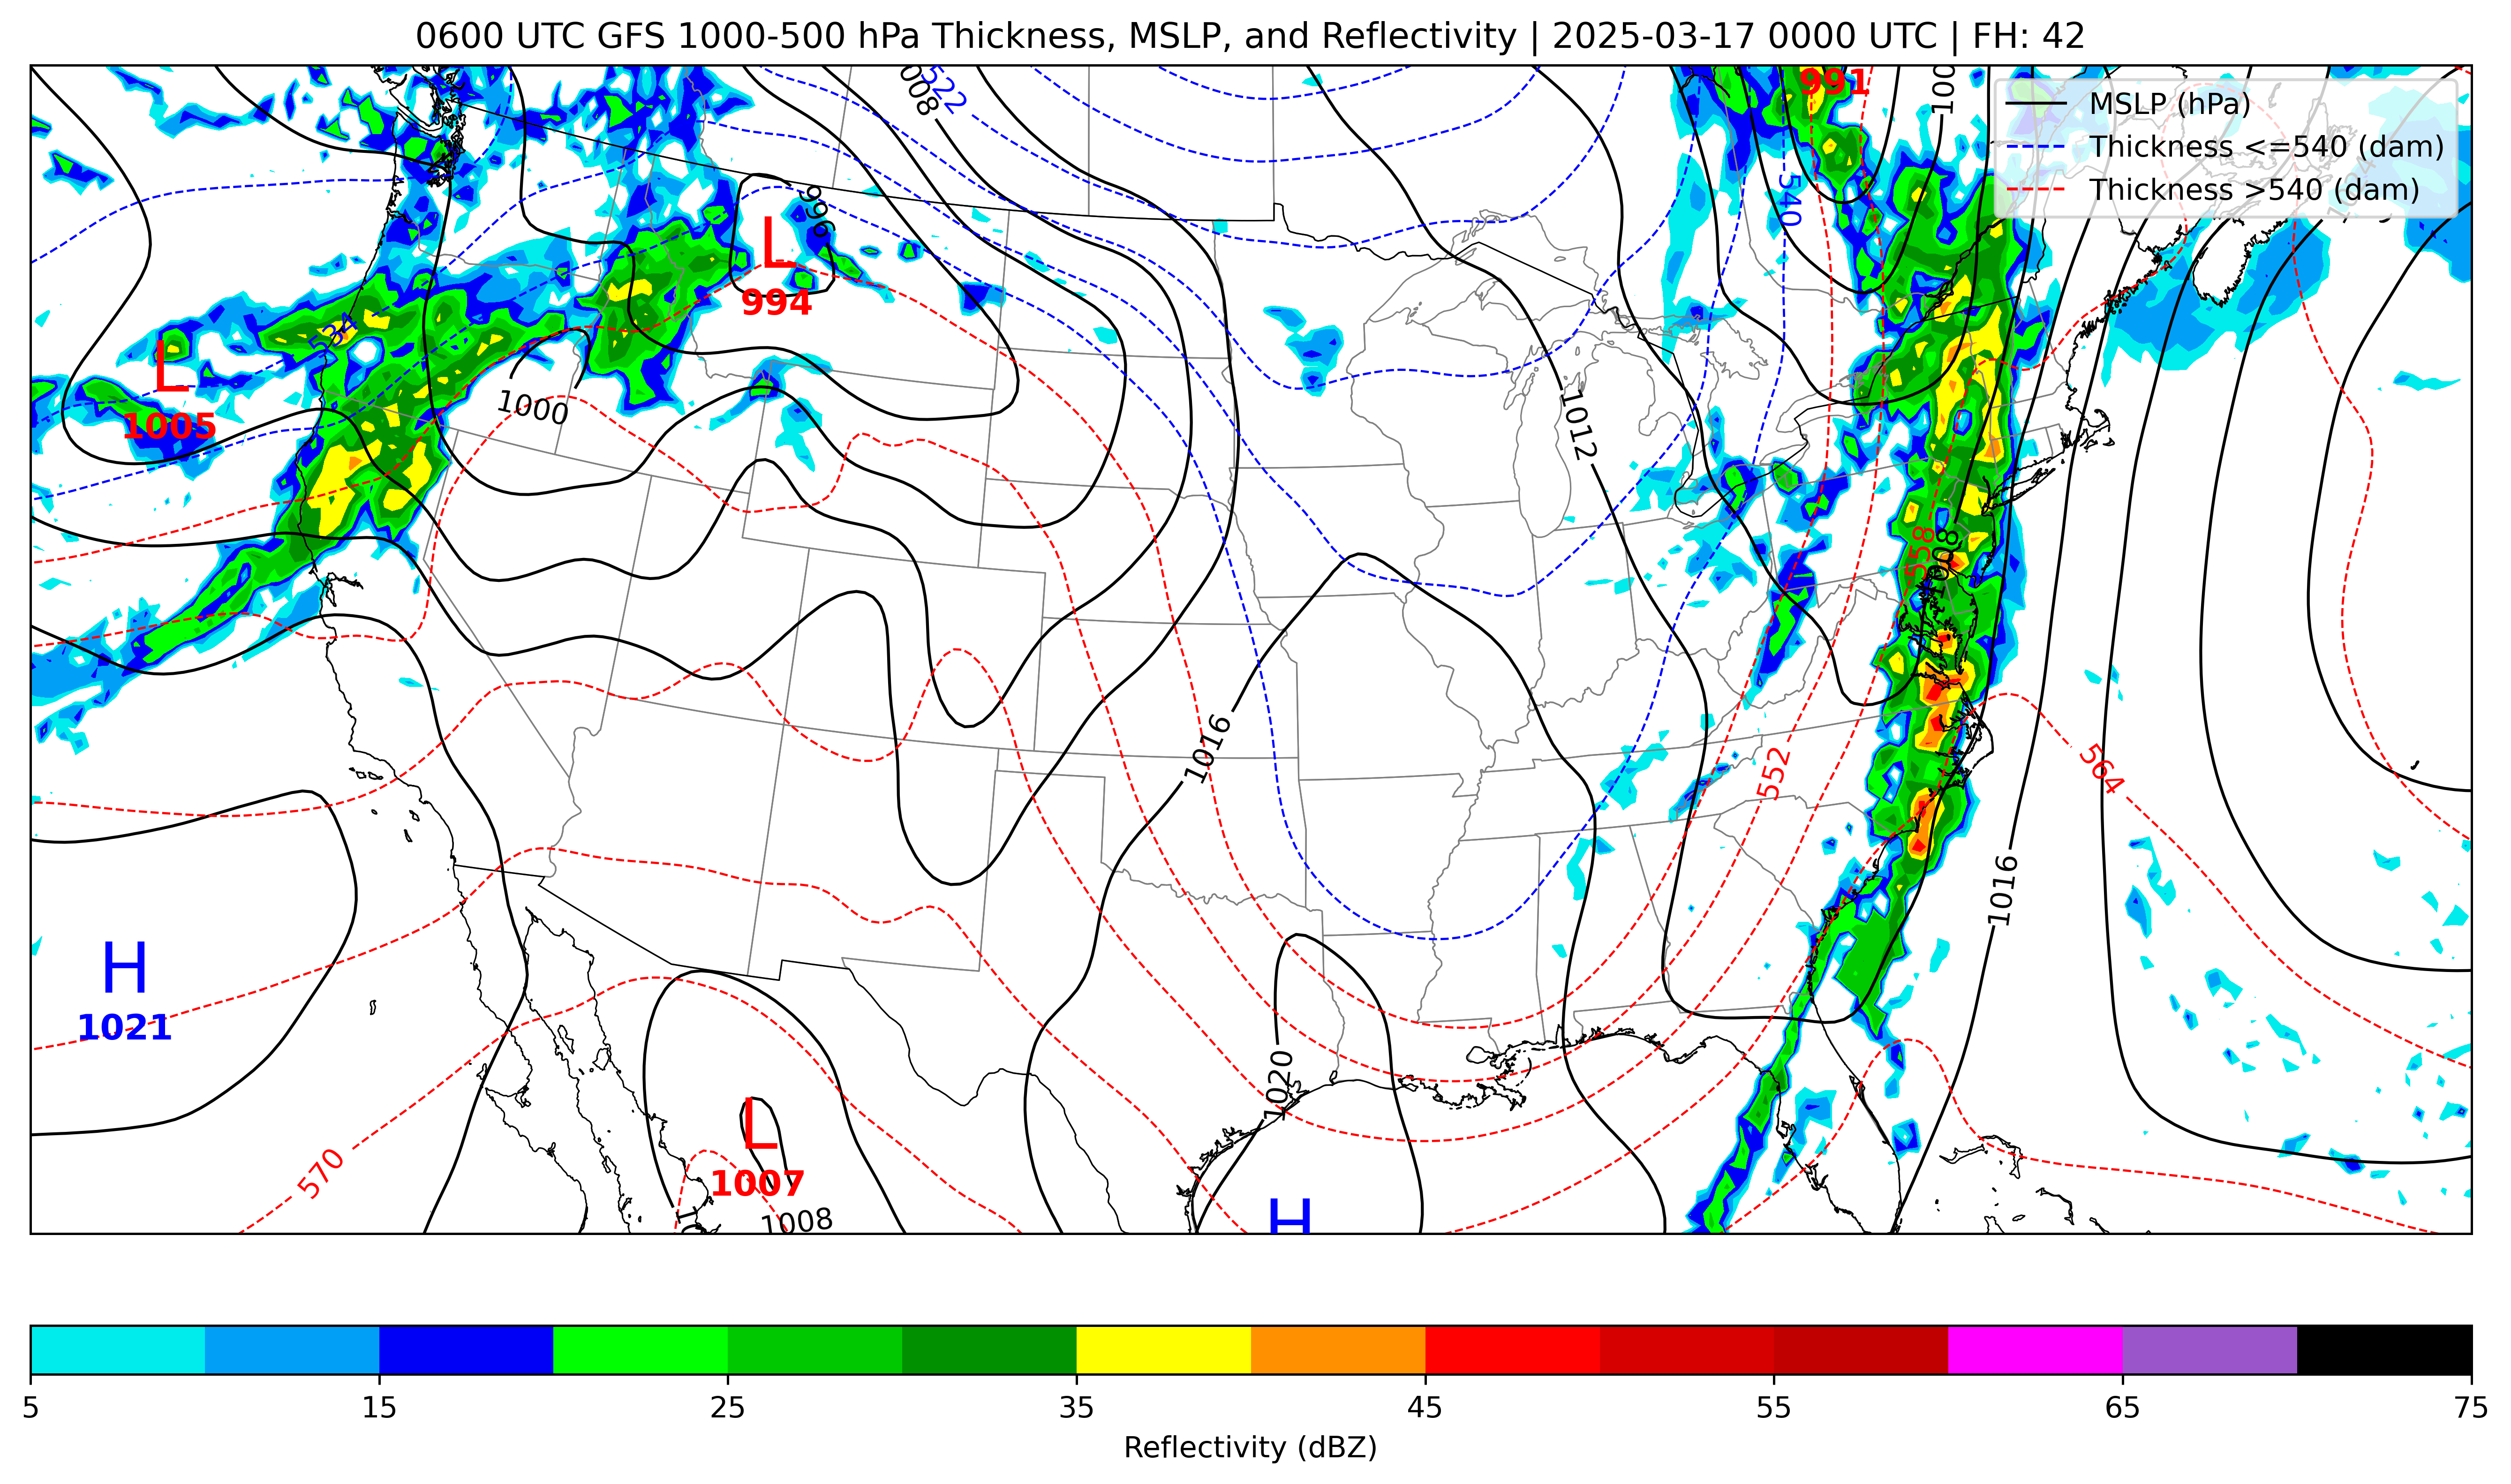 0600 UTC GFS 1000-500 hPa Thickness, MSLP, and Reflectivity | 2025-03-17 0000 UTC | FH: 42
MSLP (hPa)
Thickness <=540 (dam)
Thickness >540 (dam)
991
522
996
540
L
994
534
L
1005
1000
1012
558
1008
1016
552
564
1016
H
1021
1020
L
1007
570
1008
H
5 15 25 35 45 55 65 75
Reflectivity (dBZ)